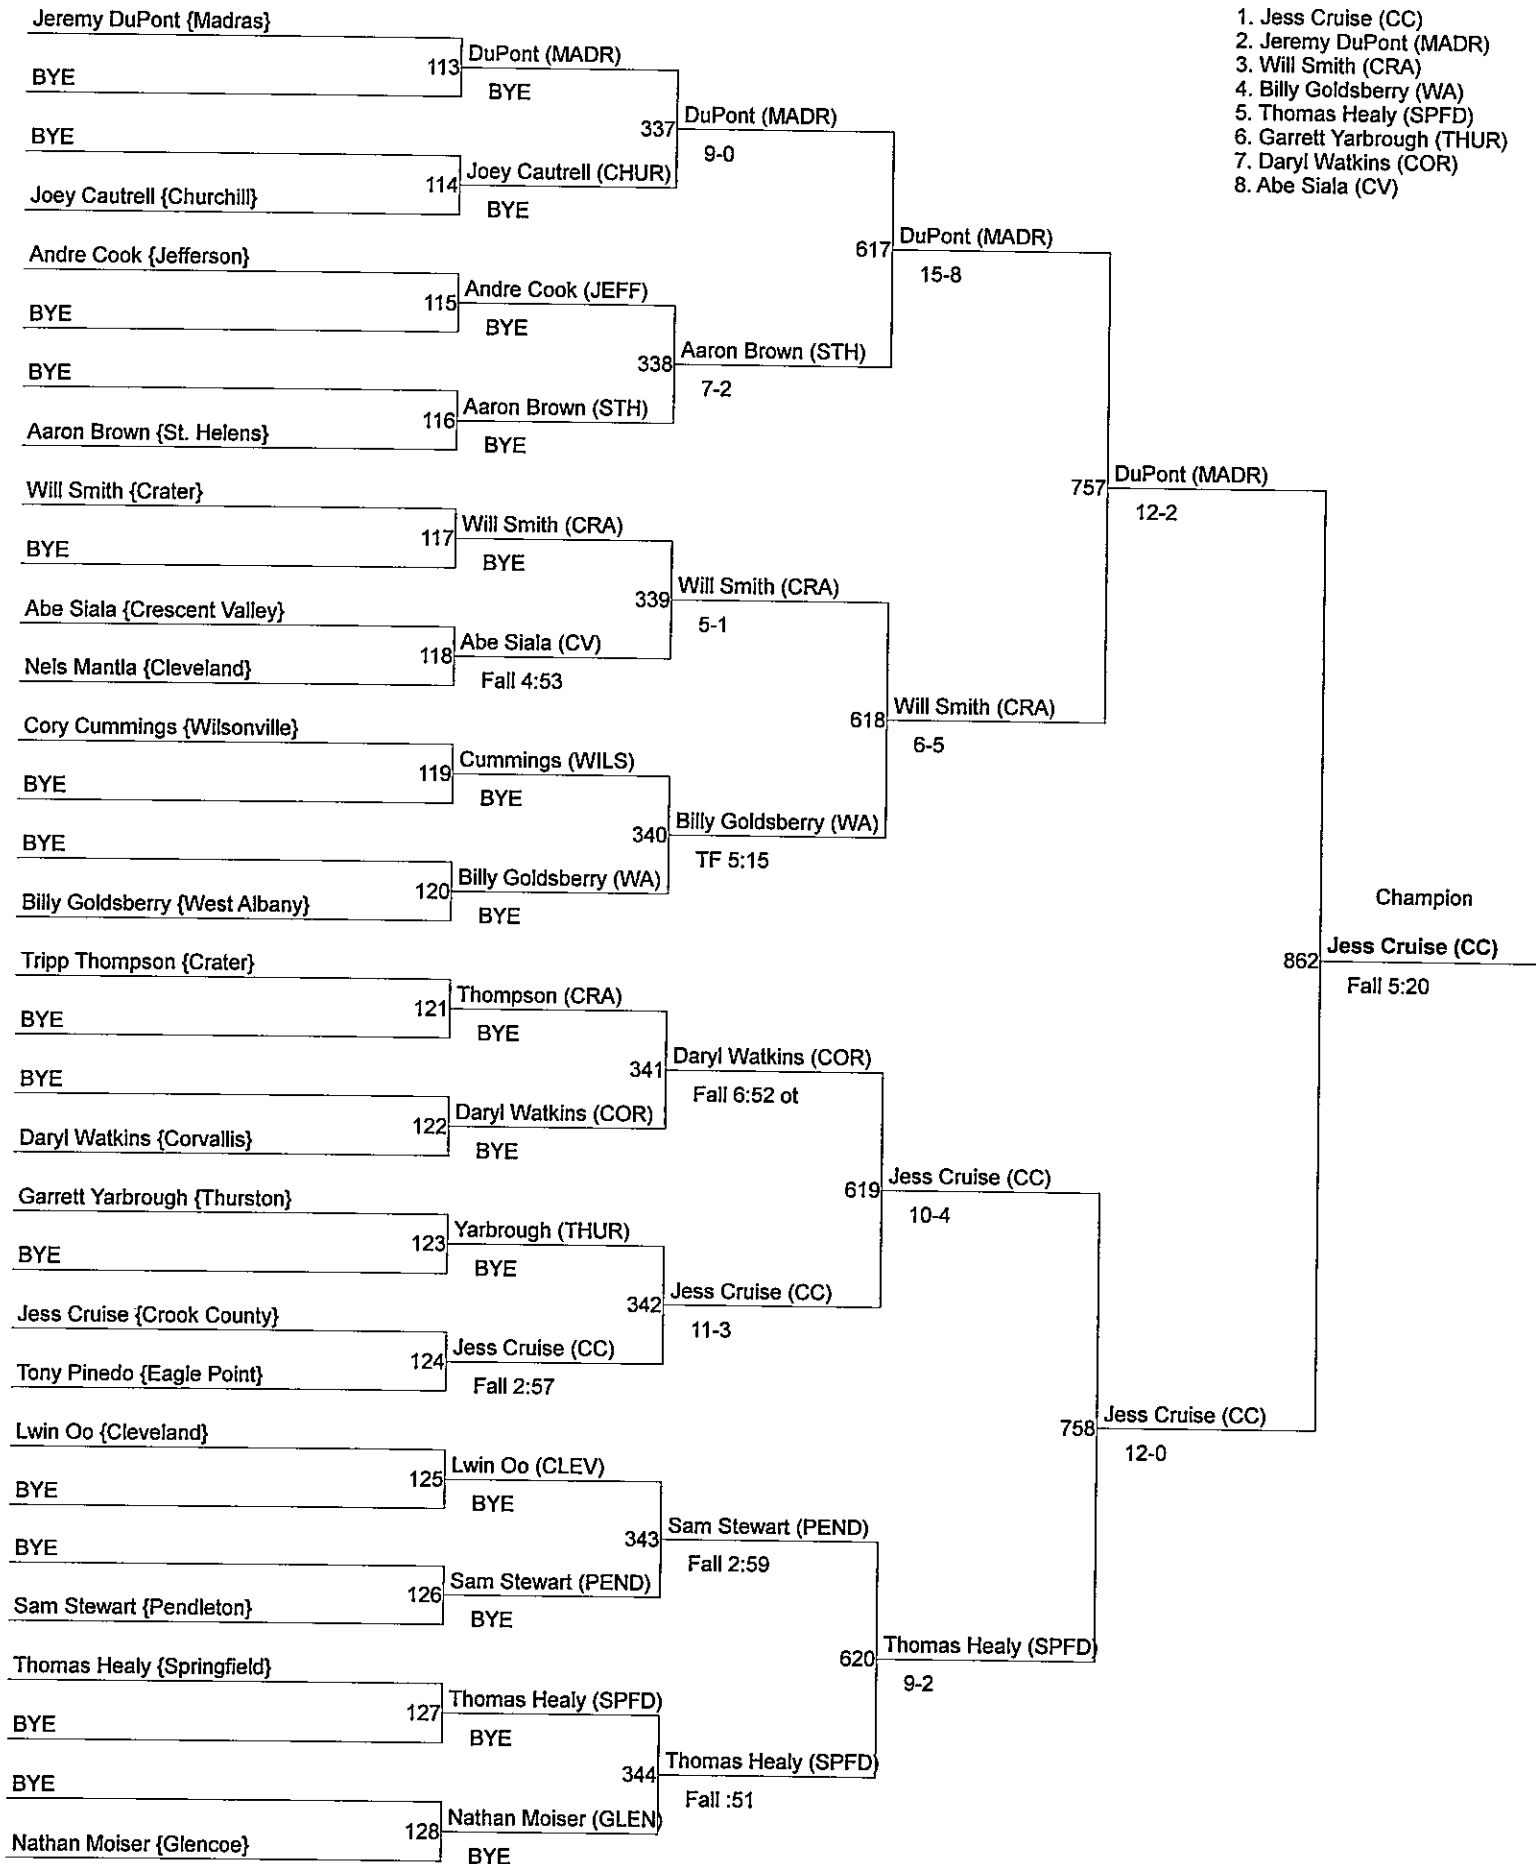 Jeremy DuPont {Madras}
BYE
113
DuPont (MADR)
BYE
BYE
Joey Cautrell {Churchill}
114
Joey Cautrell (CHUR)
BYE
337
DuPont (MADR)
9-0
Andre Cook {Jefferson}
BYE
115
Andre Cook (JEFF)
BYE
BYE
Aaron Brown {St. Helens}
116
Aaron Brown (STH)
BYE
338
Aaron Brown (STH)
7-2
617
DuPont (MADR)
15-8
Will Smith {Crater}
BYE
117
Will Smith (CRA)
BYE
Abe Siala {Crescent Valley}
Nels Mantla {Cleveland}
118
Abe Siala (CV)
Fall 4:53
339
Will Smith (CRA)
5-1
Cory Cummings {Wilsonville}
BYE
119
Cummings (WILS)
BYE
BYE
Billy Goldsberry {West Albany}
120
Billy Goldsberry (WA)
BYE
340
Billy Goldsberry (WA)
TF 5:15
618
Will Smith (CRA)
6-5
757
DuPont (MADR)
12-2
Tripp Thompson {Crater}
BYE
121
Thompson (CRA)
BYE
BYE
Daryl Watkins {Corvallis}
122
Daryl Watkins (COR)
BYE
341
Daryl Watkins (COR)
Fall 6:52 ot
Garrett Yarbrough {Thurston}
BYE
123
Yarbrough (THUR)
BYE
Jess Cruise {Crook County}
Tony Pinedo {Eagle Point}
124
Jess Cruise (CC)
Fall 2:57
342
Jess Cruise (CC)
11-3
619
Jess Cruise (CC)
10-4
Lwin Oo {Cleveland}
BYE
125
Lwin Oo (CLEV)
BYE
BYE
Sam Stewart {Pendleton}
126
Sam Stewart (PEND)
BYE
343
Sam Stewart (PEND)
Fall 2:59
Thomas Healy {Springfield}
BYE
127
Thomas Healy (SPFD)
BYE
BYE
Nathan Moiser {Glencoe}
128
Nathan Moiser (GLEN)
BYE
344
Thomas Healy (SPFD)
Fall :51
620
Thomas Healy (SPFD)
9-2
758
Jess Cruise (CC)
12-0
Champion
862
Jess Cruise (CC)
Fall 5:20
1. Jess Cruise (CC)
2. Jeremy DuPont (MADR)
3. Will Smith (CRA)
4. Billy Goldsberry (WA)
5. Thomas Healy (SPFD)
6. Garrett Yarbrough (THUR)
7. Daryl Watkins (COR)
8. Abe Siala (CV)